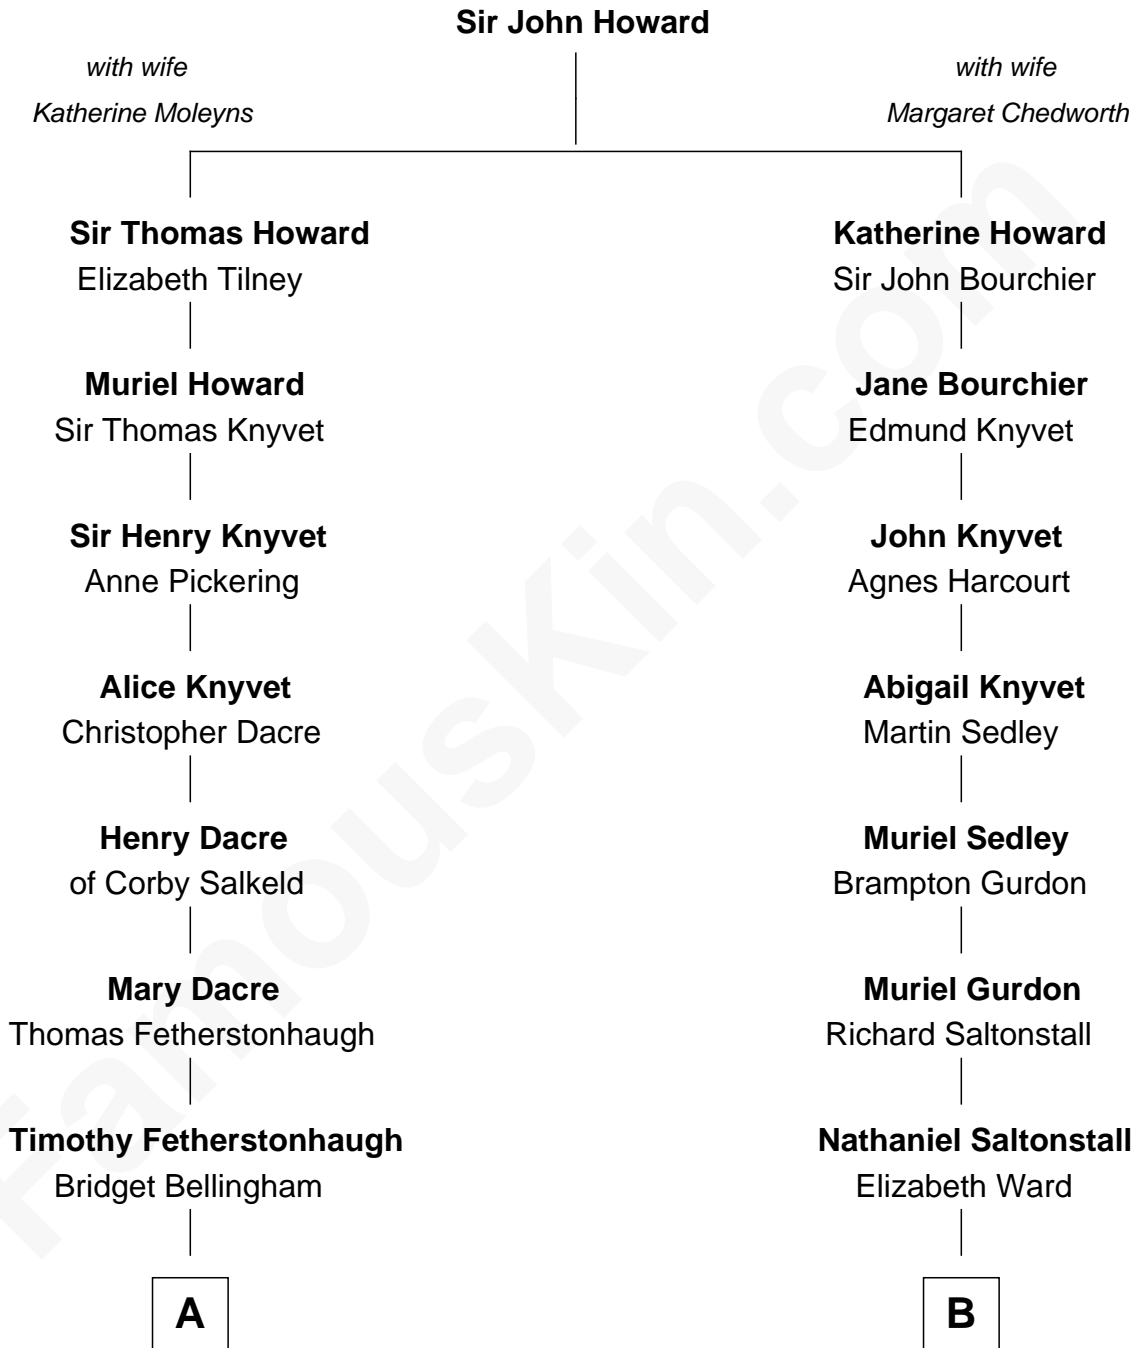 Sir John Howard
with wife
Katherine Moleyns
with wife
Margaret Chedworth
Sir Thomas Howard
Elizabeth Tilney
Katherine Howard
Sir John Bourchier
Muriel Howard
Sir Thomas Knyvet
Jane Bourchier
Edmund Knyvet
Sir Henry Knyvet
Anne Pickering
John Knyvet
Agnes Harcourt
Alice Knyvet
Christopher Dacre
Abigail Knyvet
Martin Sedley
Henry Dacre
of Corby Salkeld
Muriel Sedley
Brampton Gurdon
Mary Dacre
Thomas Fetherstonhaugh
Muriel Gurdon
Richard Saltonstall
Timothy Fetherstonhaugh
Bridget Bellingham
Nathaniel Saltonstall
Elizabeth Ward
A
B
FamousKin.com